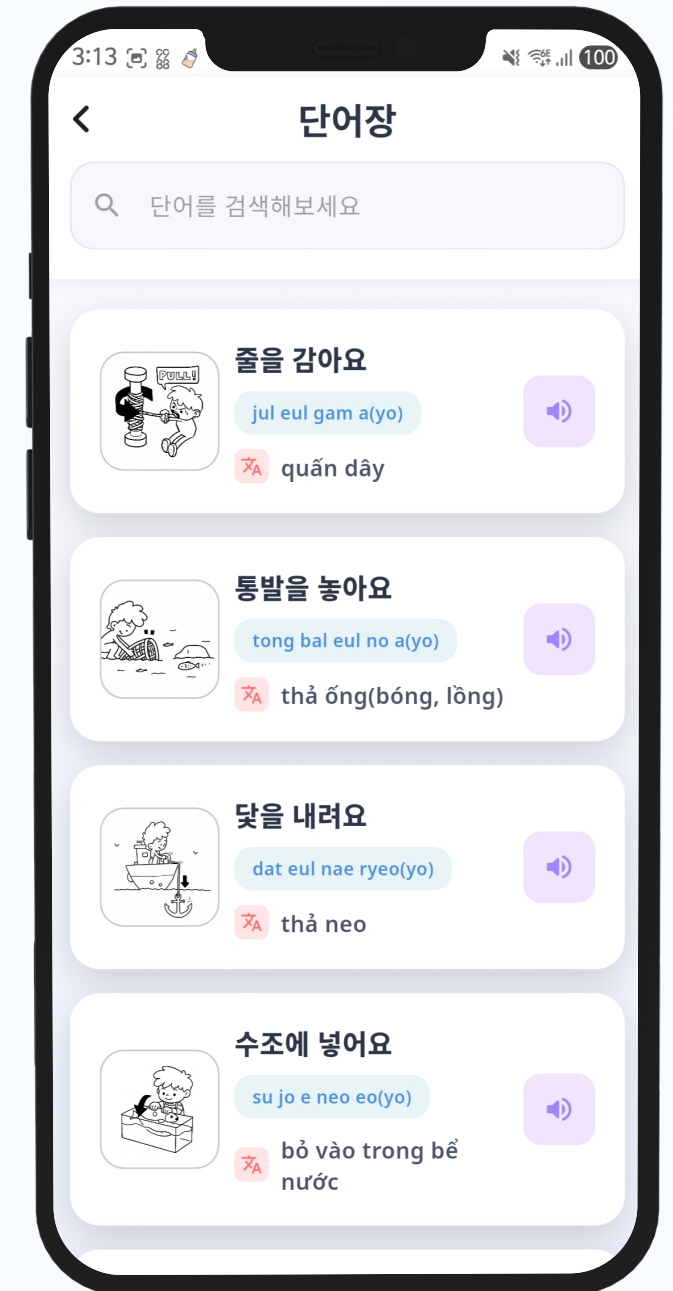 3:13
100
단어장
단어를 검색해보세요
PULL!
줄을 감아요
jul eul gam a(yo)
quấn dây
통발을 놓아요
tong bal eul no a(yo)
thả ống(bóng, lồng)
닻을 내려요
dat eul nae ryeo(yo)
thả neo
수조에 넣어요
su jo e neo eo(yo)
bỏ vào trong bể
nước